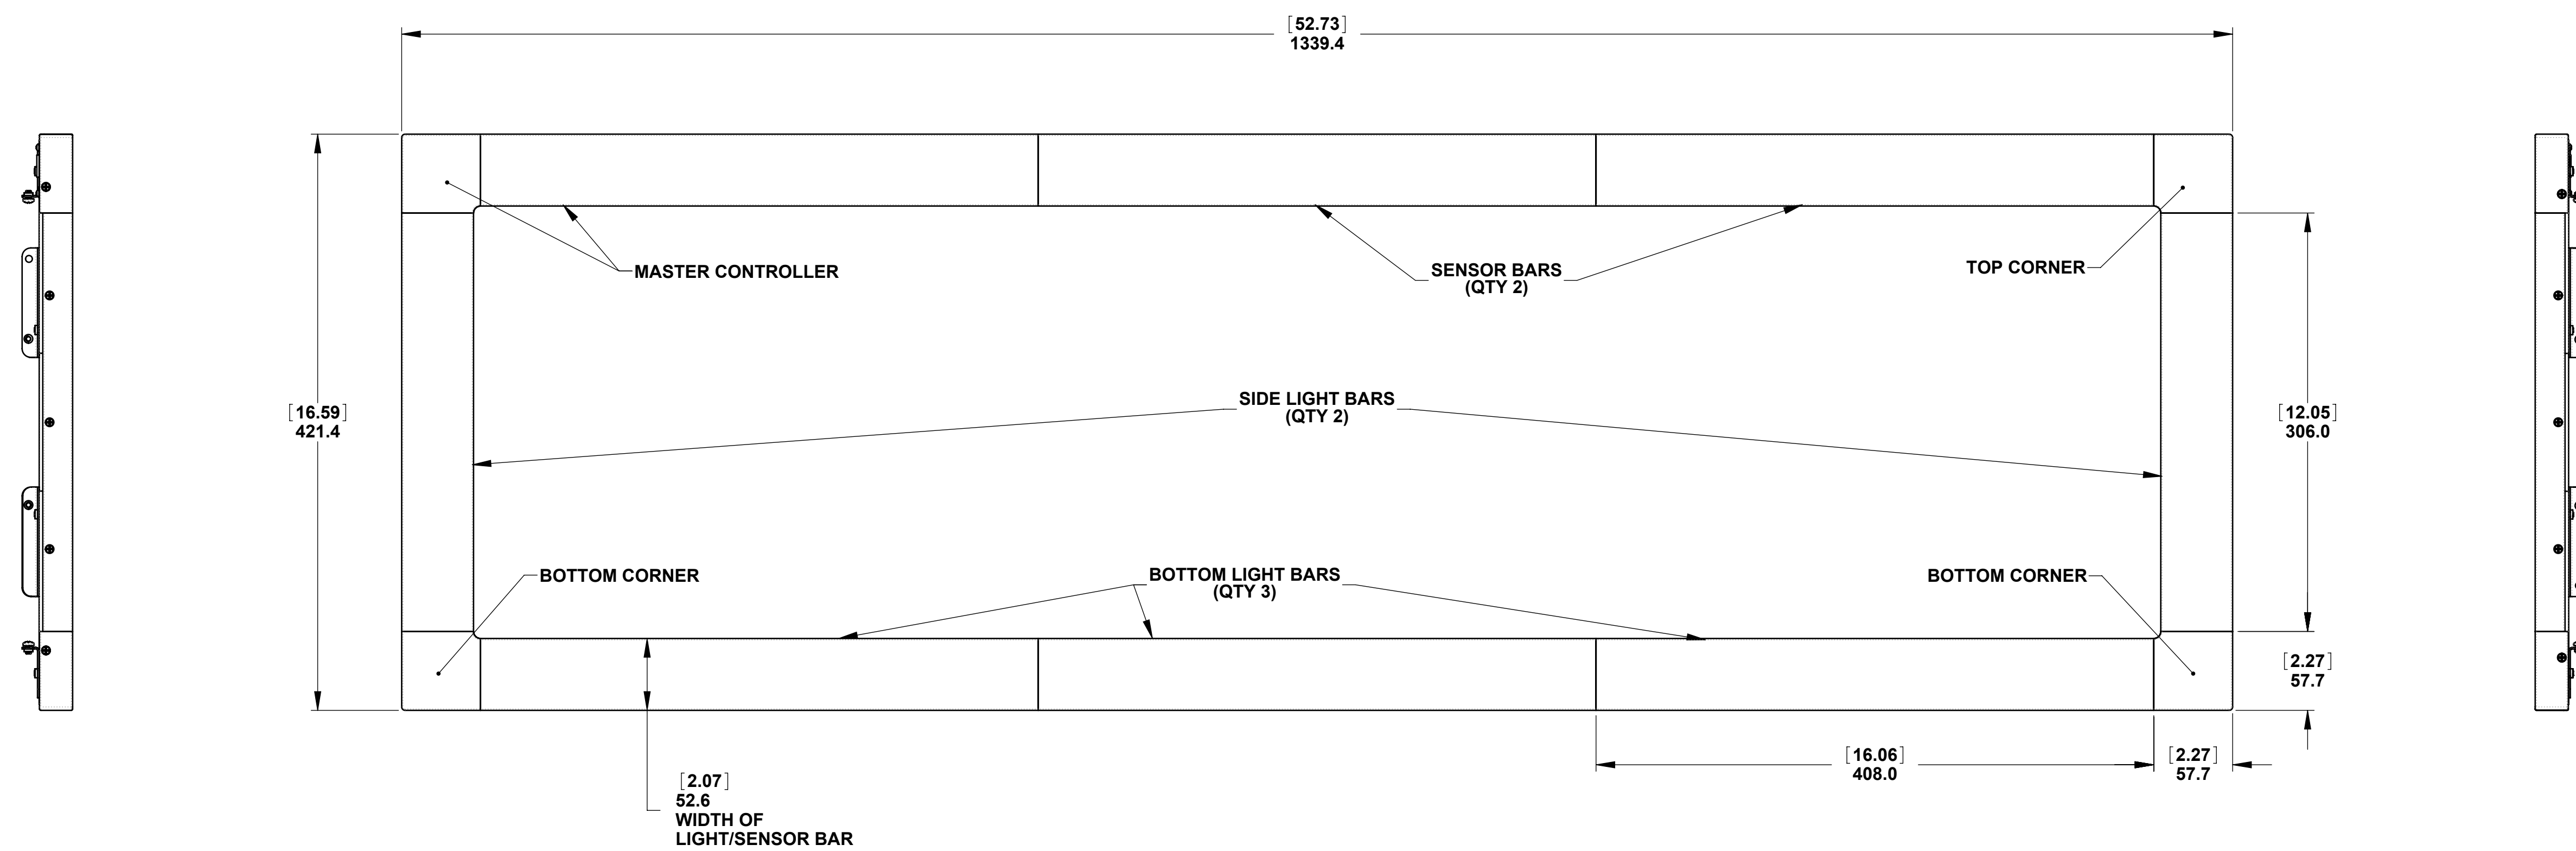 [52.73]
1339.4
MASTER CONTROLLER
SENSOR BARS
(QTY 2)
TOP CORNER
SIDE LIGHT BARS
(QTY 2)
[16.59]
421.4
[12.05]
306.0
BOTTOM CORNER
BOTTOM LIGHT BARS
(QTY 3)
BOTTOM CORNER
[2.27]
57.7
[16.06]
408.0
[2.27]
57.7
[2.07]
52.6
WIDTH OF
LIGHT/SENSOR BAR